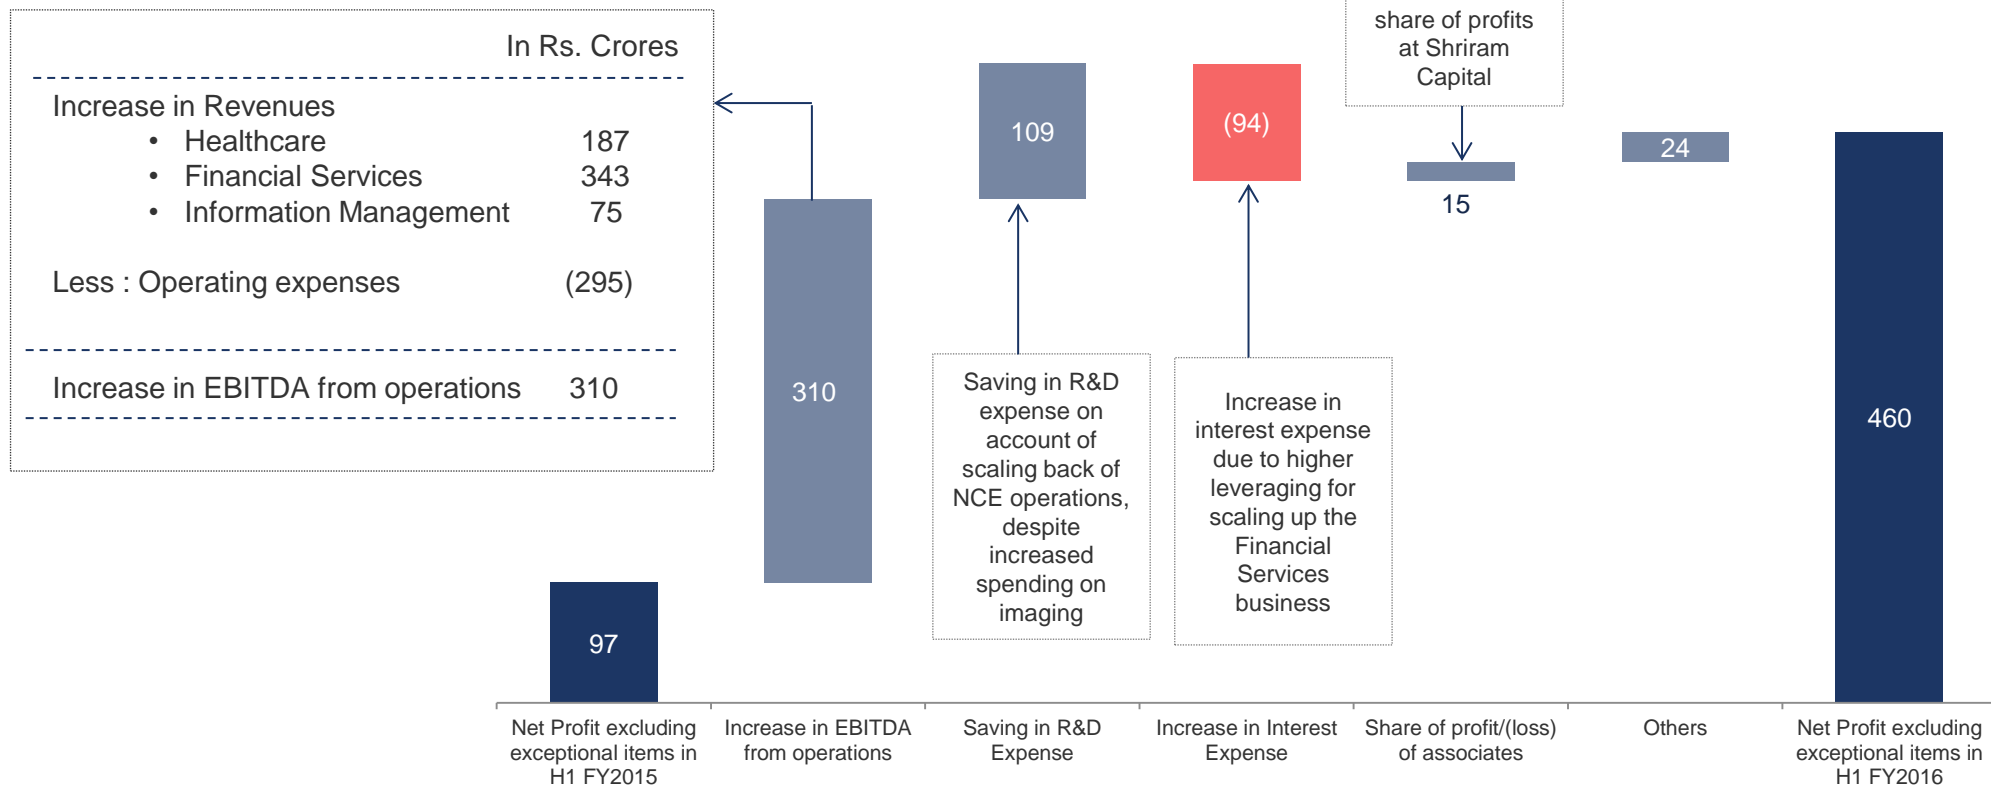 In Rs. Crores
Increase in Revenues
• Healthcare 187
• Financial Services 343
• Information Management 75
Less : Operating expenses (295)
Increase in EBITDA from operations 310
share of profits
at Shriram
Capital
97
310
109
(94)
15
24
460
Saving in R&D
expense on
account of
scaling back of
NCE operations,
despite
increased
spending on
imaging
Increase in
interest expense
due to higher
leveraging for
scaling up the
Financial
Services
business
Net Profit excluding
exceptional items in
H1 FY2015
Increase in EBITDA
from operations
Saving in R&D
Expense
Increase in Interest
Expense
Share of profit/(loss)
of associates
Others
Net Profit excluding
exceptional items in
H1 FY2016